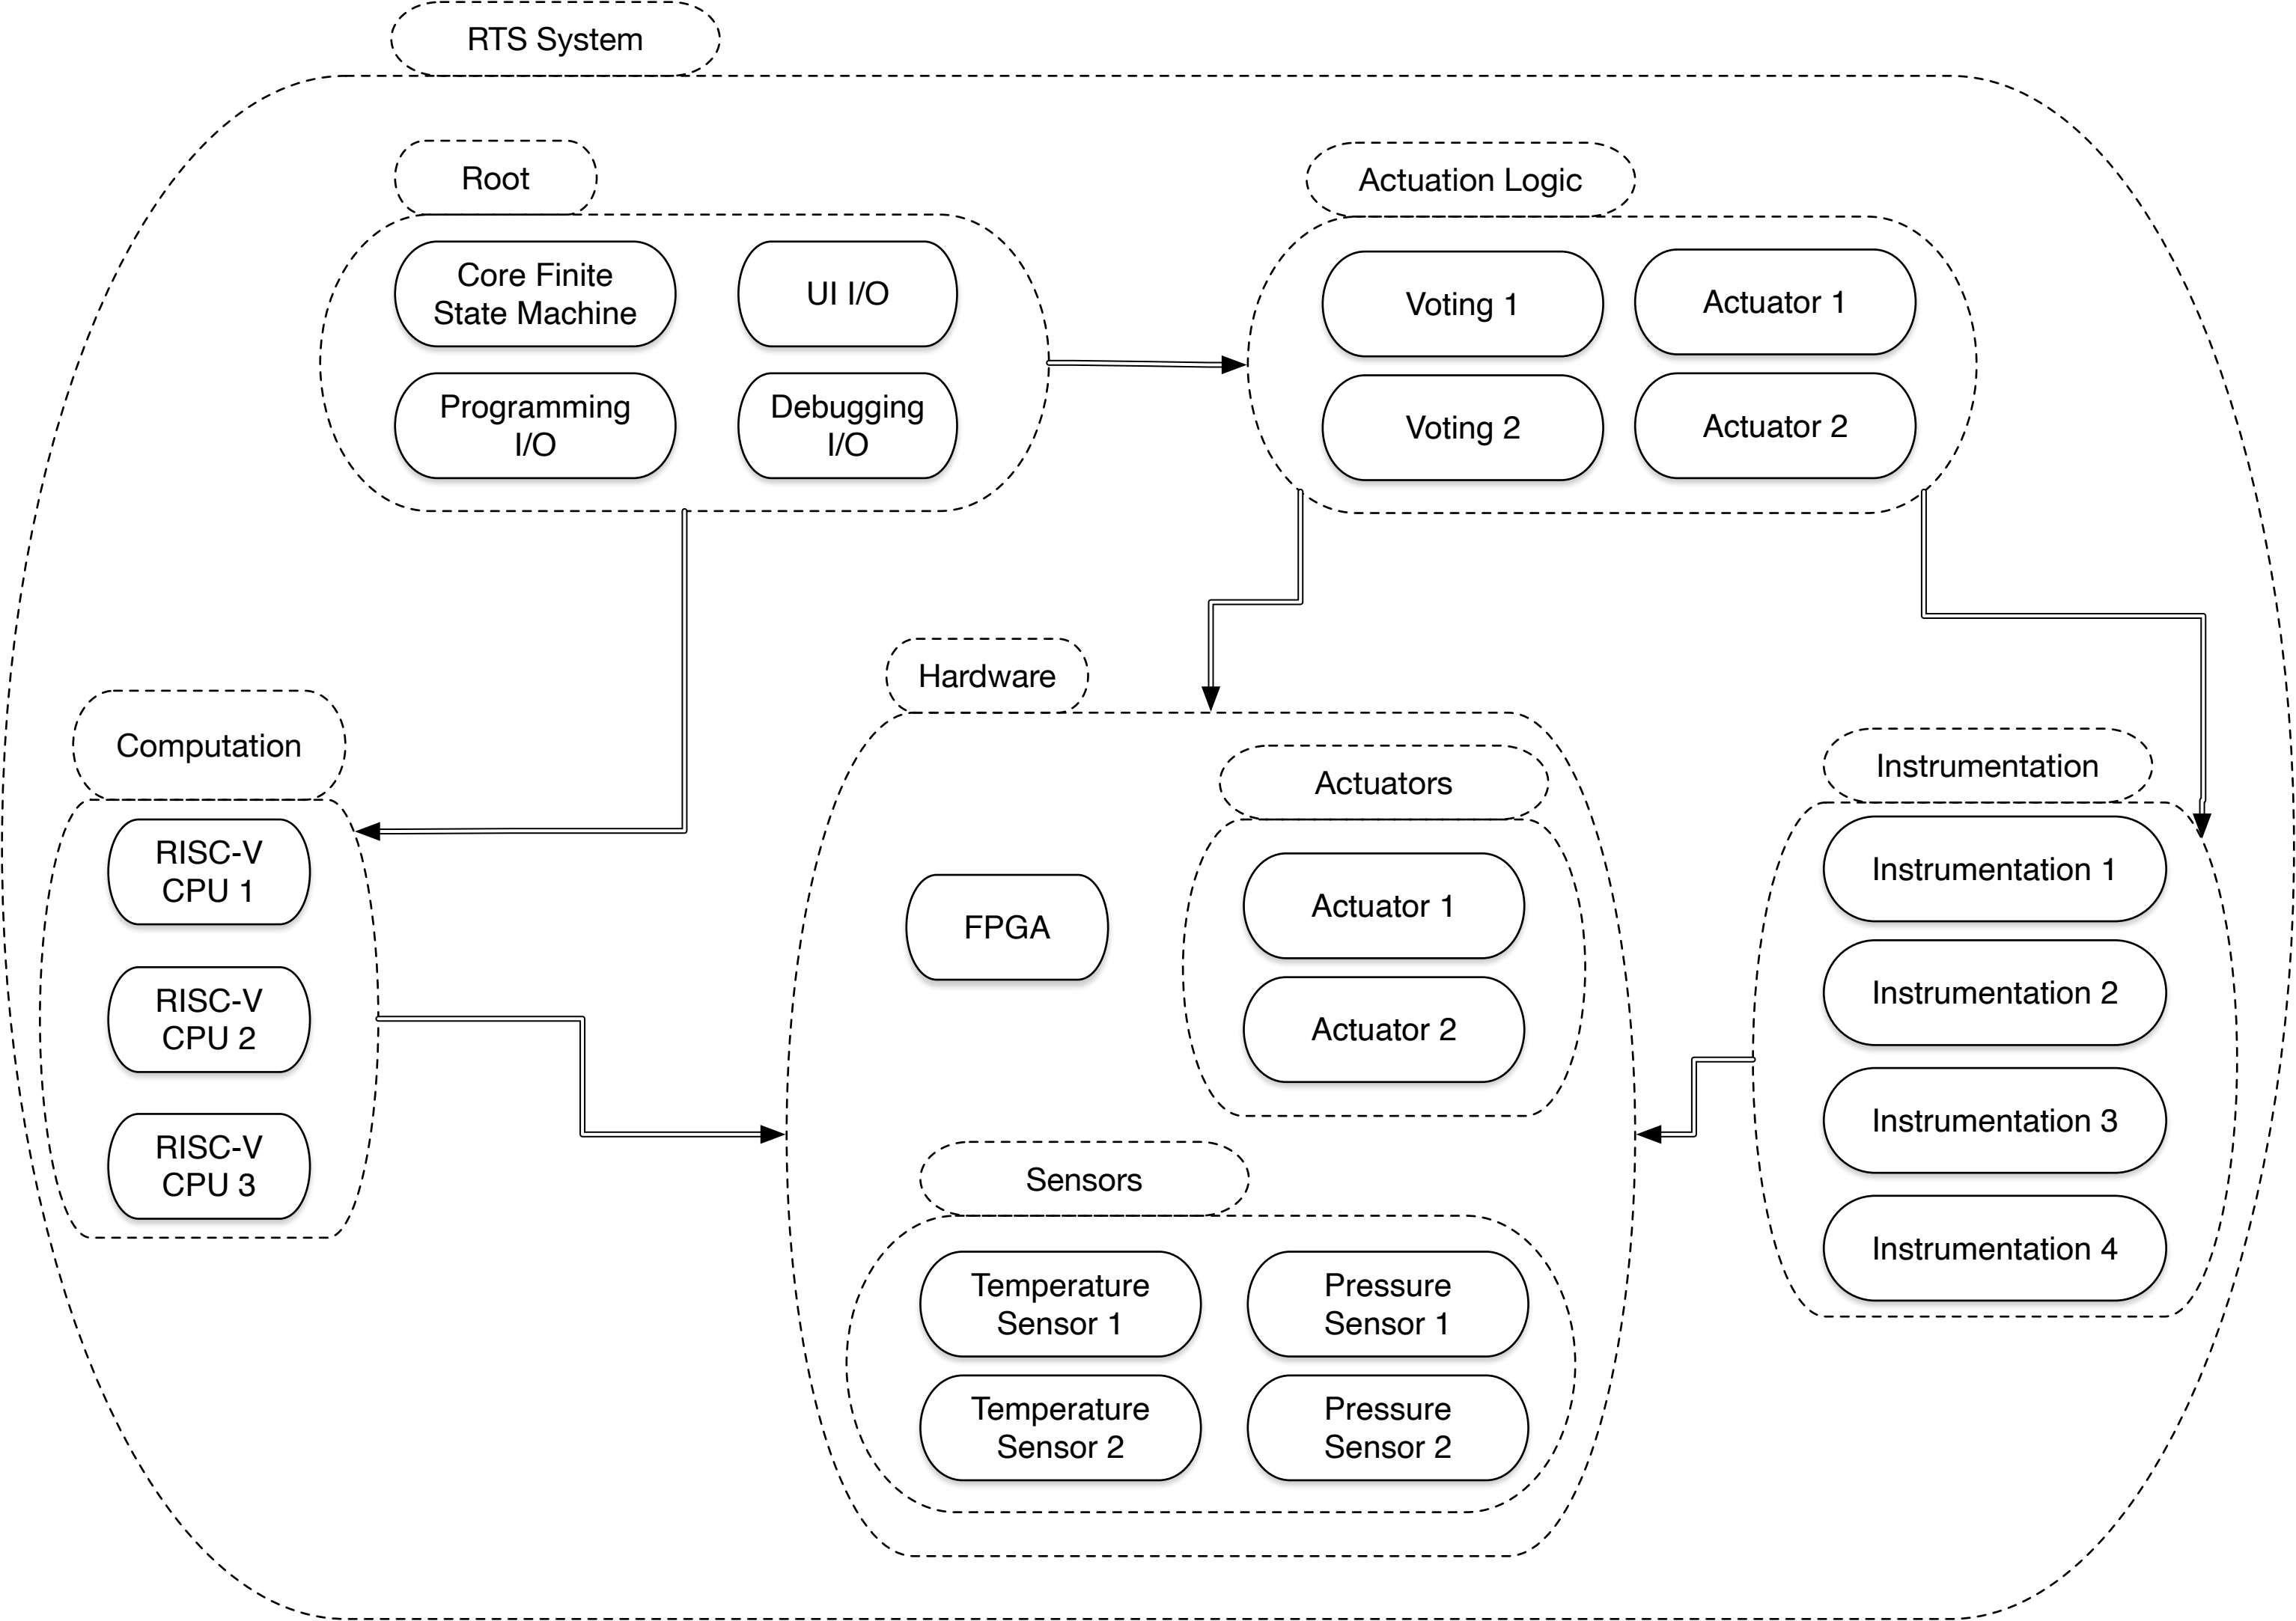 RTS System
Root
Core Finite
State Machine
UI I/O
Programming
I/O
Debugging
I/O
Actuation Logic
Voting 1
Actuator 1
Voting 2
Actuator 2
Computation
RISC-V
CPU 1
RISC-V
CPU 2
RISC-V
CPU 3
Hardware
FPGA
Actuators
Actuator 1
Actuator 2
Sensors
Temperature
Sensor 1
Pressure
Sensor 1
Temperature
Sensor 2
Pressure
Sensor 2
Instrumentation
Instrumentation 1
Instrumentation 2
Instrumentation 3
Instrumentation 4